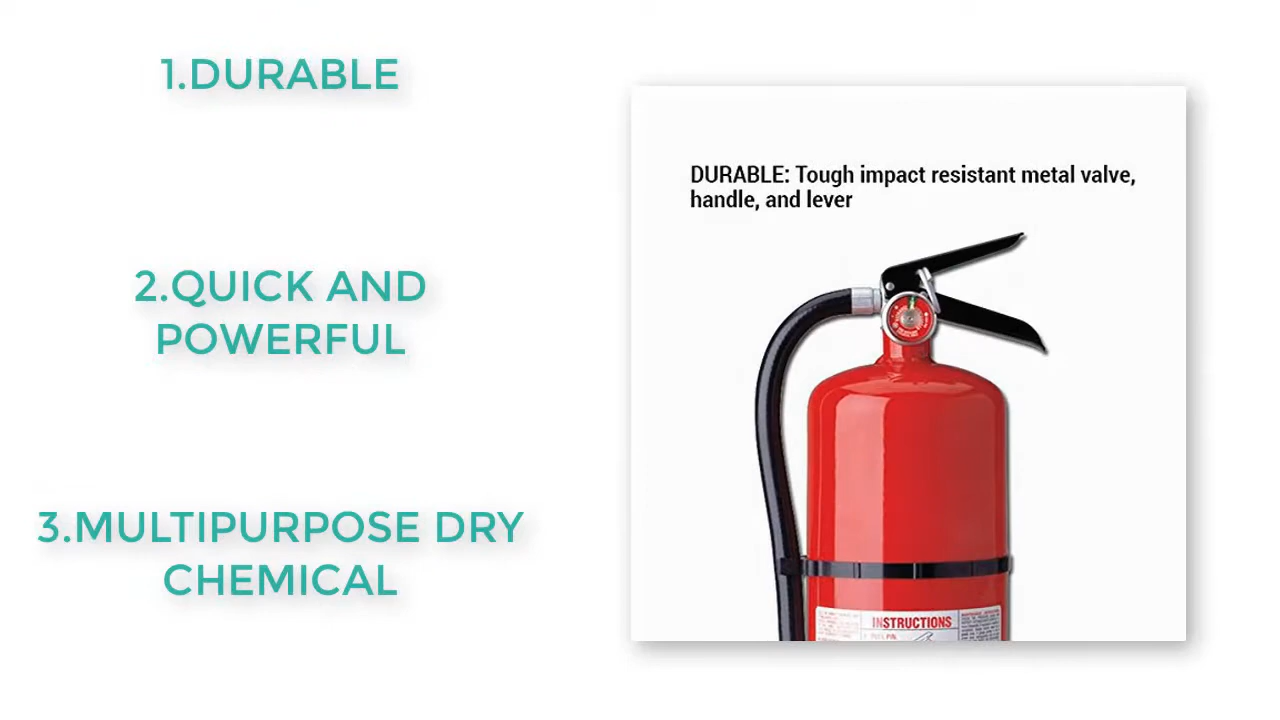 1.DURABLE
2.QUICK AND
POWERFUL
3.MULTIPURPOSE DRY
CHEMICAL
DURABLE: Tough impact resistant metal valve,
handle, and lever
INSTRUCTIONS